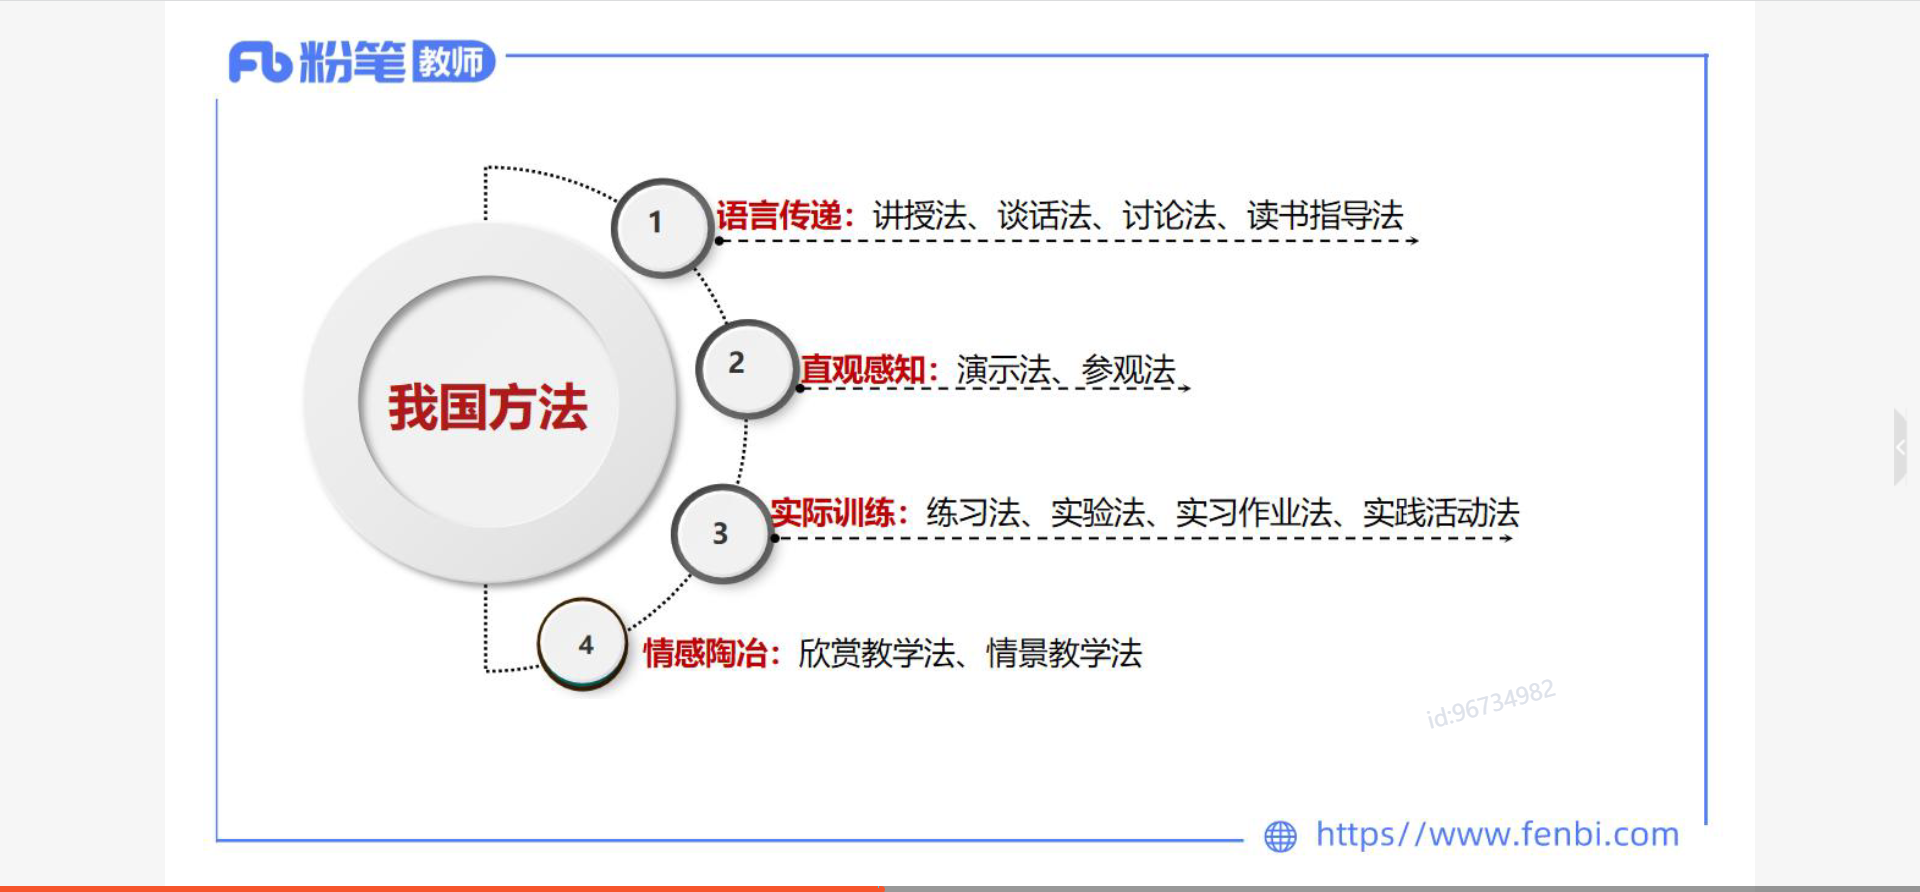 粉笔教师
1
语言传递：讲授法、谈话法、讨论法、读书指导法
2
直观感知：演示法、参观法
我国方法
3
实际训练：练习法、实验法、实习作业法、实践活动法
4
情感陶冶：欣赏教学法、情景教学法
id:96734982
https//www.fenbi.com